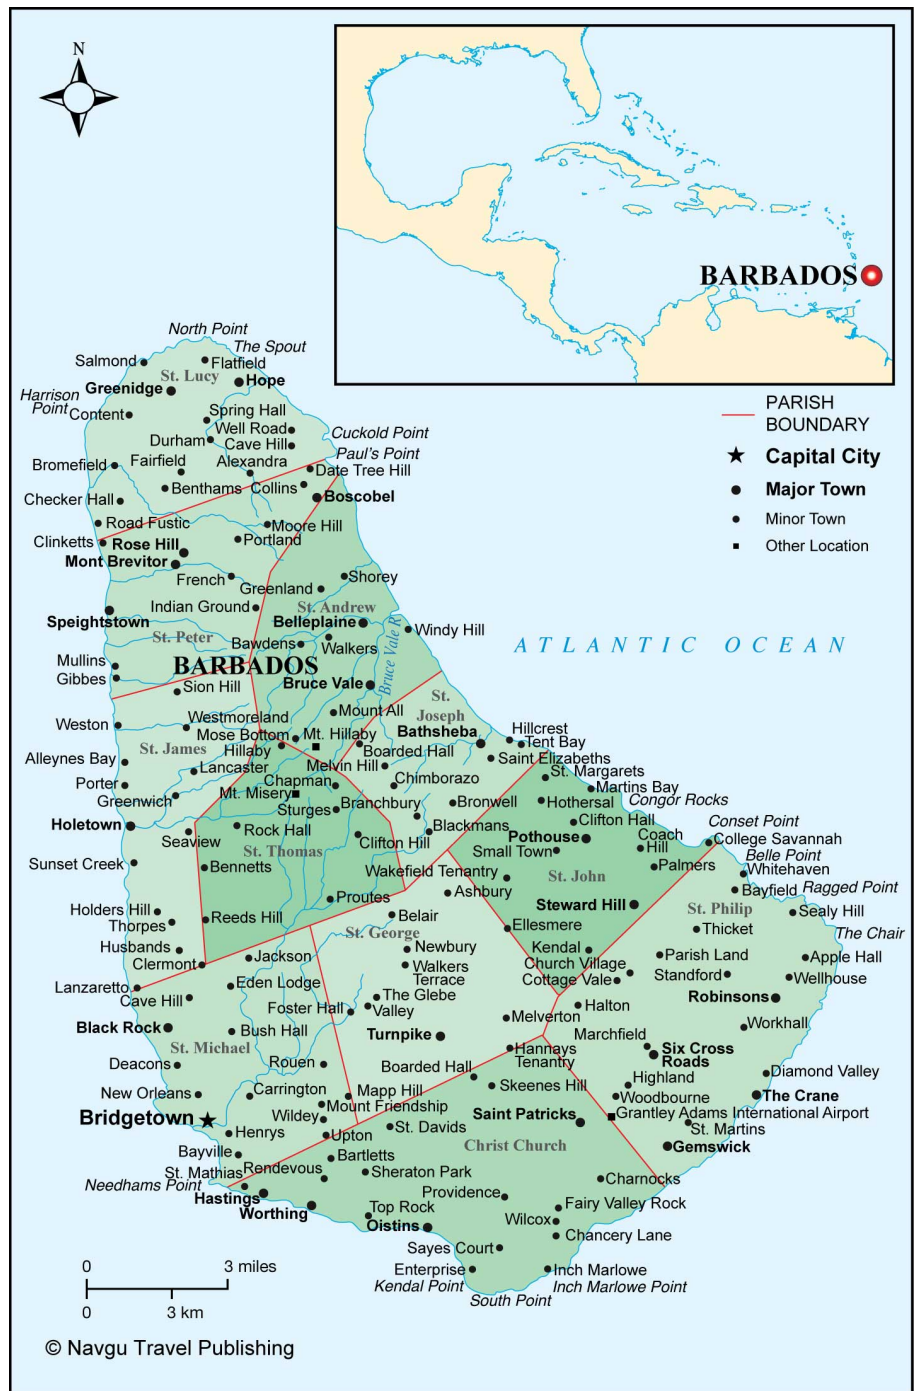 N
BARBADOS
North Point
The Spout
Salmond
Flatfield
St. Lucy
Hope
Greenidge
Harrison
Point
Content
Spring Hall
Well Road
Cuckold Point
Durham
Cave Hill
Paul's Point
Bromefield
Fairfield
Alexandra
Date Tree Hill
Benthams
Collins
Boscobel
Checker Hall
Road Fustic
Moore Hill
Clinketts
Rose Hill
Portland
Mont Brevitor
French
Shorey
Greenland
Indian Ground
St. Andrew
Speightstown
Belleplaine
Windy Hill
St. Peter
Bawdens
Walkers
Bruce Vale R
Mullins
BARBADOS
Gibbes
Sion Hill
Bruce Vale
St.
Joseph
Mount All
Weston
Westmoreland
Mose Bottom
Mt. Hillaby
Bathsheba
Hillcrest
Tent Bay
St. James
Hillaby
Boarded Hall
Saint Elizabeths
Alleynes Bay
Lancaster
Melvin Hill
St. Margarets
Porter
Chapman
Chimborazo
Martins Bay
Greenwich
Mt. Misery
Branchbury
Bronwell
Hothersal
Congor Rocks
Sturges
Holetown
Rock Hall
Blackmans
Clifton Hall
Conset Point
Seaview
St. Thomas
Clifton Hill
Pothouse
Coach
Hill
College Savannah
Small Town
Belle Point
Sunset Creek
Bennetts
Wakefield Tenantry
Palmers
Whitehaven
St. John
Ashbury
Bayfield
Ragged Point
Proutes
Steward Hill
St. Philip
Holders Hill
Reeds Hill
Belair
Sealy Hill
Thorpes
St. George
Ellesmere
Thicket
The Chair
Husbands
Newbury
Kendal
Clermont
Jackson
Walkers
Terrace
Church Village
Parish Land
Apple Hall
Cottage Vale
Standford
Wellhouse
Lanzaretto
Eden Lodge
Cave Hill
The Glebe
Robinsons
Foster Hall
Valley
Halton
Black Rock
Bush Hall
Turnpike
Melverton
Marchfield
Workhall
St. Michael
Hannays
Tenantry
Six Cross
Roads
Deacons
Rouen
Boarded Hall
Diamond Valley
Skeenes Hill
Highland
New Orleans
Carrington
Mapp Hill
Woodbourne
The Crane
Mount Friendship
Saint Patricks
Grantley Adams International Airport
Bridgetown
Wildey
St. Davids
St. Martins
Henrys
Upton
Christ Church
Gemswick
Bayville
Bartletts
St. Mathias
Rendevous
Sheraton Park
Charnocks
Needhams Point
Hastings
Providence
Fairy Valley Rock
Worthing
Top Rock
Wilcox
Oistins
Chancery Lane
Sayes Court
Enterprise
Inch Marlowe
Kendal Point
Inch Marlowe Point
South Point
ATLANTIC OCEAN
PARISH
BOUNDARY
Capital City
Major Town
Minor Town
Other Location
0 3 miles
0 3 km
© Navgu Travel Publishing